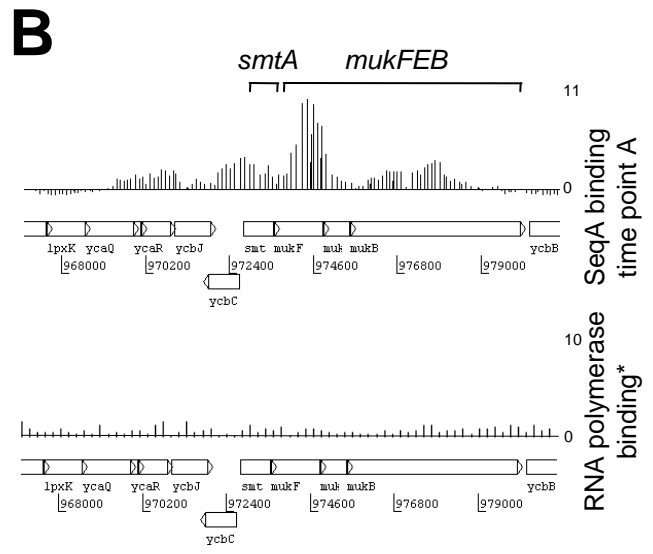 B
smtA mukFEB
11
0
SeqA binding
time point A
lpxK ycaQ ycaR ycbJ smt mukF muk mukB ycbB
968000 970200 972400 974600 976800 979000
ycbC
10
0
RNA polymerase
binding*
lpxK ycaQ ycaR ycbJ smt mukF muk mukB ycbB
968000 970200 972400 974600 976800 979000
ycbC